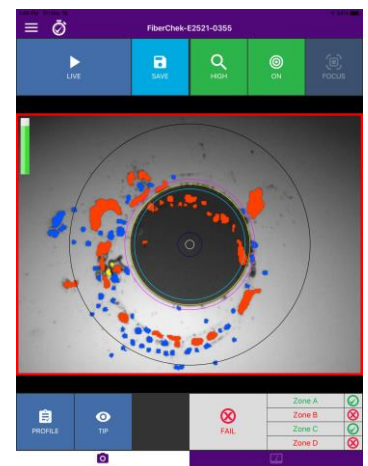 FiberChek-E2521-0355
LIVE
SAVE
HIGH
ON
FOCUS
PROFILE
TIP
FAIL
Zone A
Zone B
Zone C
Zone D